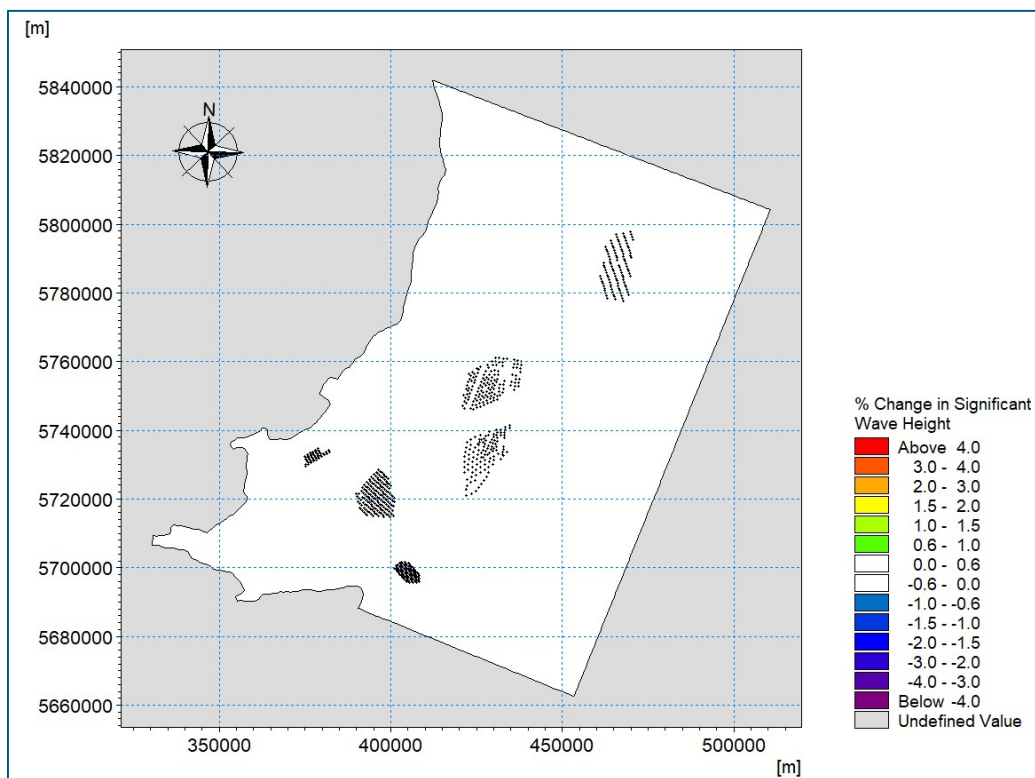 [m]
5840000
N
5820000
5800000
5780000
5760000
5740000
5720000
5700000
5680000
5660000
350000 400000 450000 500000
[m]
% Change in Significant
Wave Height
Above 4.0
3.0 - 4.0
2.0 - 3.0
1.5 - 2.0
1.0 - 1.5
0.6 - 1.0
0.0 - 0.6
-0.6 - 0.0
-1.0 - -0.6
-1.5 - -1.0
-2.0 - -1.5
-3.0 - -2.0
-4.0 - -3.0
Below -4.0
Undefined Value